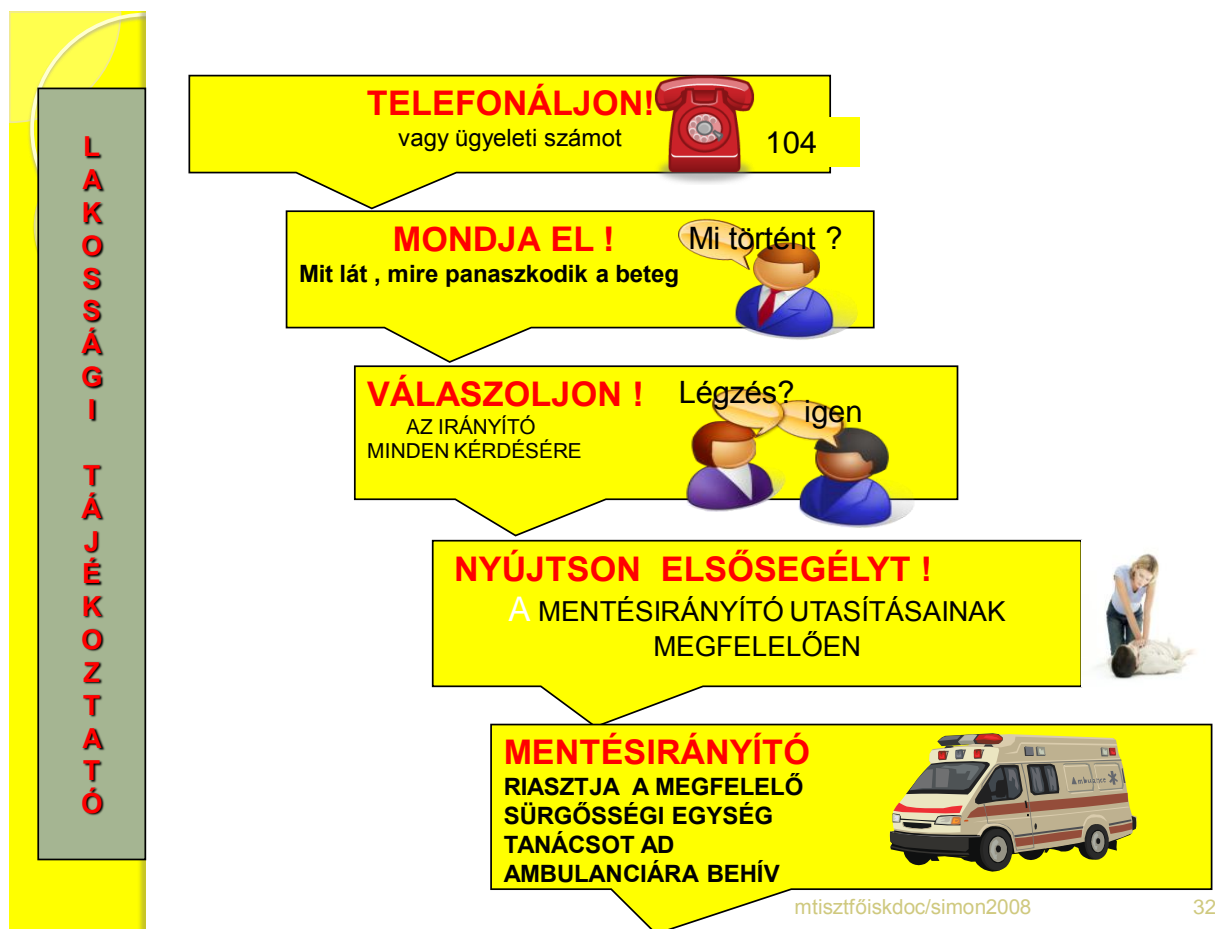 LAKOSSÁGI TÁJÉKOZTATÓ
TELEFONÁLJON!
vagy ügyeleti számot
104
MONDJA EL !
Mit lát , mire panaszkodik a beteg
Mi történt ?
VÁLASZOLJON !
AZ IRÁNYÍTÓ
MINDEN KÉRDÉSÉRE
Légzés?
igen
NYÚJTSON ELSŐSEGÉLYT !
A MENTÉSIRÁNYÍTÓ UTASÍTÁSAINAK
MEGFELELŐEN
MENTÉSIRÁNYÍTÓ
RIASZTJA A MEGFELELŐ
SÜRGŐSSÉGI EGYSÉG
TANÁCSOT AD
AMBULANCIÁRA BEHÍV
Ambulance
mtisztfőiskdoc/simon2008
32